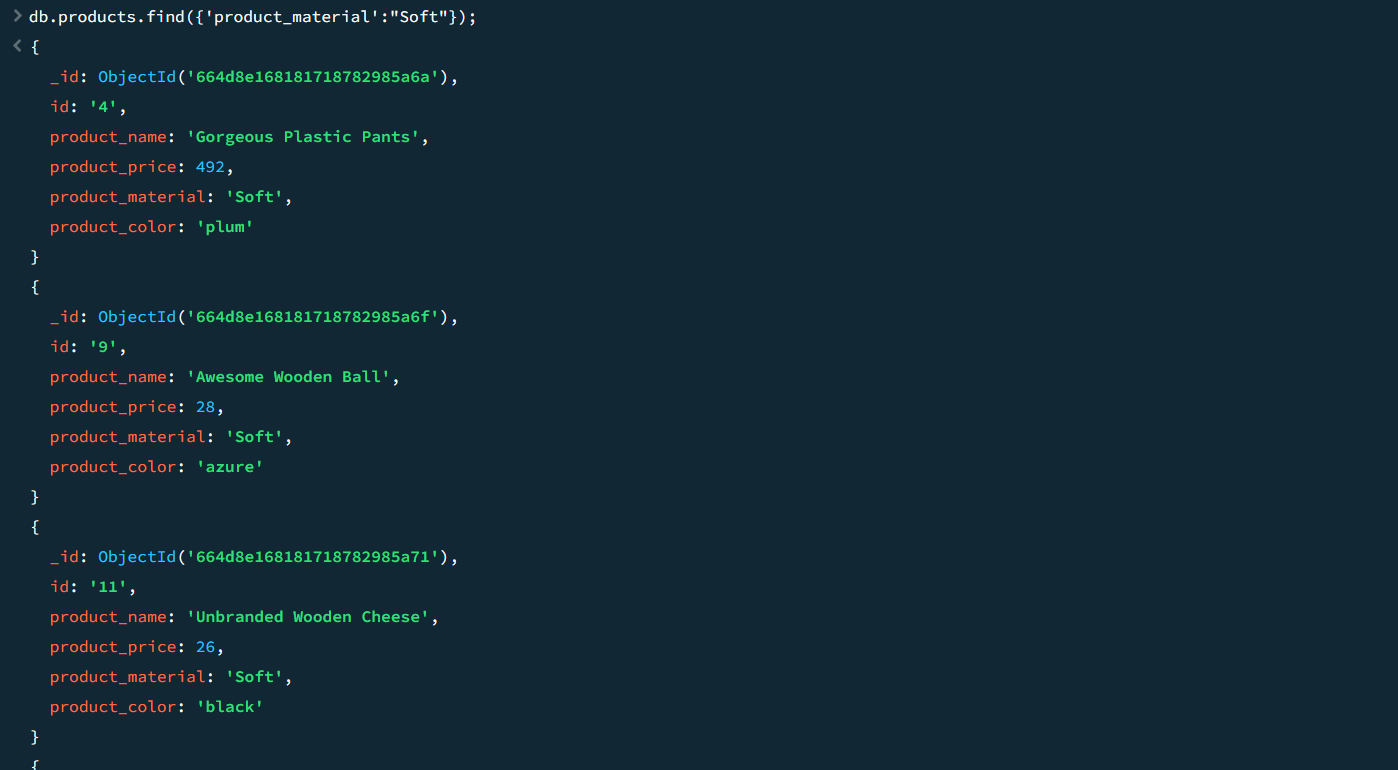 > db.products.find({'product_material':"Soft"});
< {
_id: ObjectId('664d8e168181718782985a6a'),
id: '4',
product_name: 'Gorgeous Plastic Pants',
product_price: 492,
product_material: 'Soft',
product_color: 'plum'
}
{
_id: ObjectId('664d8e168181718782985a6f'),
id: '9',
product_name: 'Awesome Wooden Ball',
product_price: 28,
product_material: 'Soft',
product_color: 'azure'
}
{
_id: ObjectId('664d8e168181718782985a71'),
id: '11',
product_name: 'Unbranded Wooden Cheese',
product_price: 26,
product_material: 'Soft',
product_color: 'black'
}
{